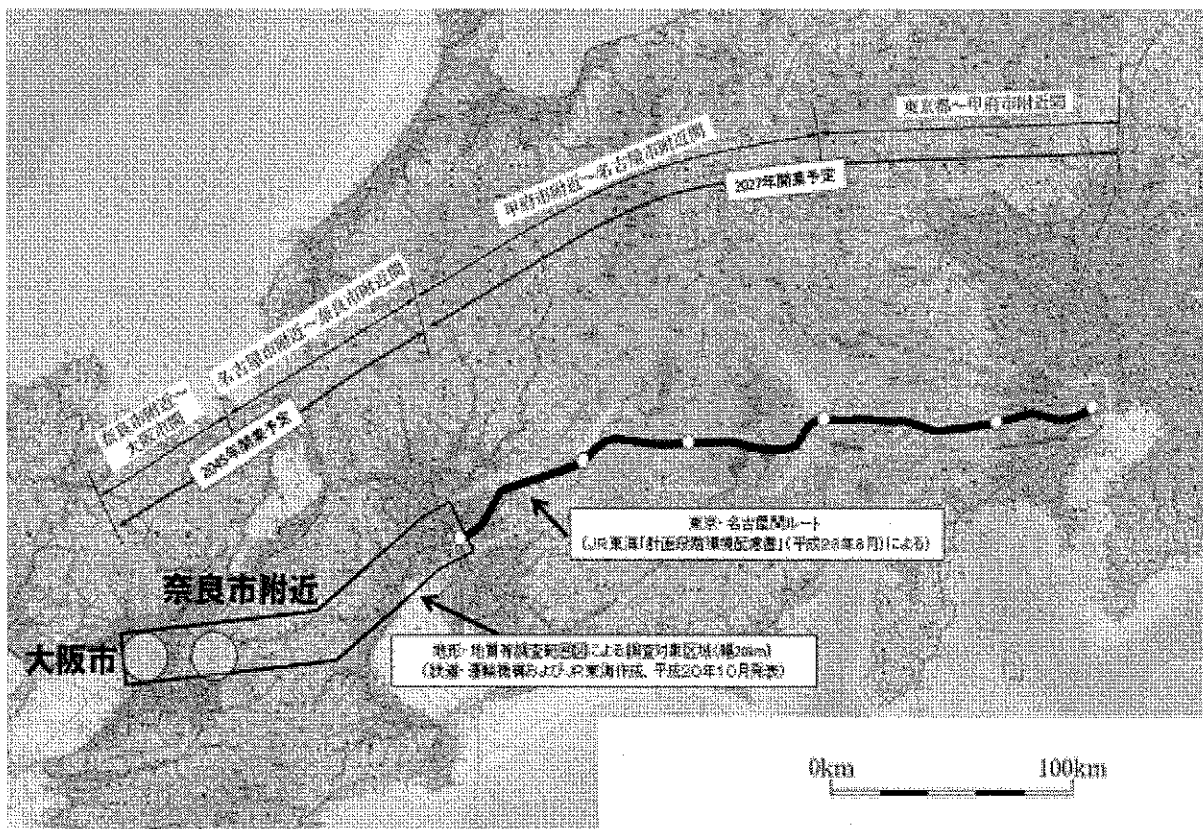 東京都～甲府市附近間
甲府市附近～名古屋市附近間
2027年開業予定
名古屋市附近～奈良市附近間
奈良市附近～
大阪市間
2045年開業予定
東京・名古屋間ルート
(JR東海「計画段階環境配慮書」(平成23年6月)による)
奈良市附近
大阪市
地形・地質等調査範囲図による調査対象区域(幅20km)
(鉄道・運輸機構およびJR東海作成、平成20年10月発表)
0km 100km